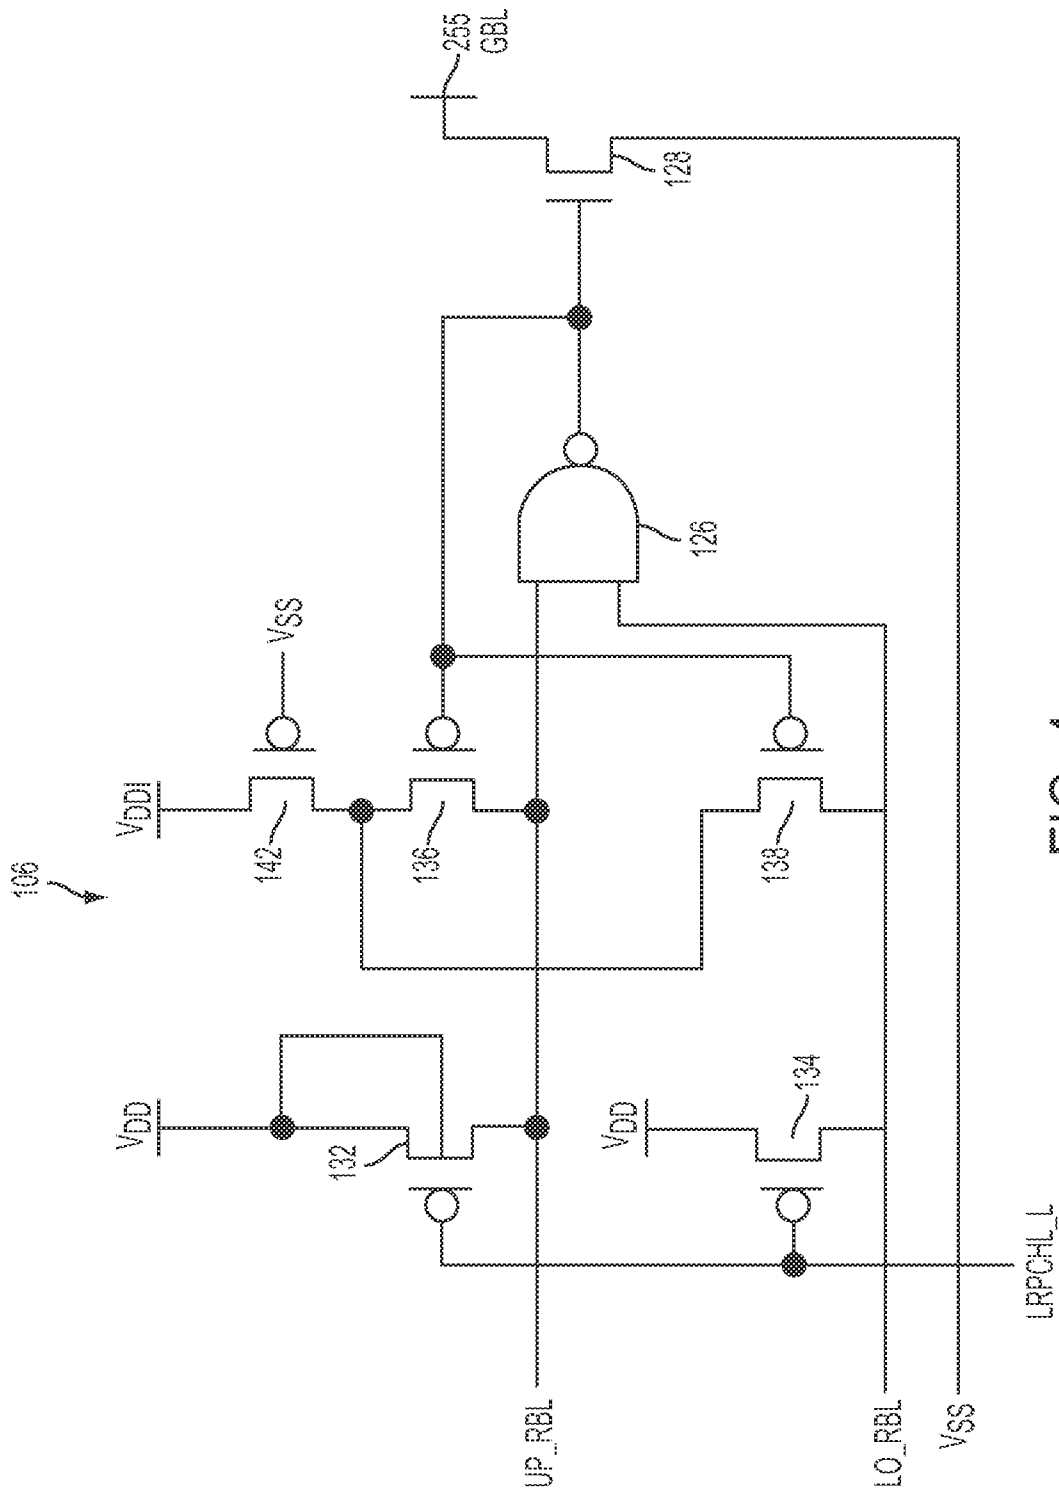 106
VDD
VDDI
VSS
255
GBL
132
142
136
128
VDD
134
138
126
UP_RBL
LO_RBL
VSS
LRPCHL_L